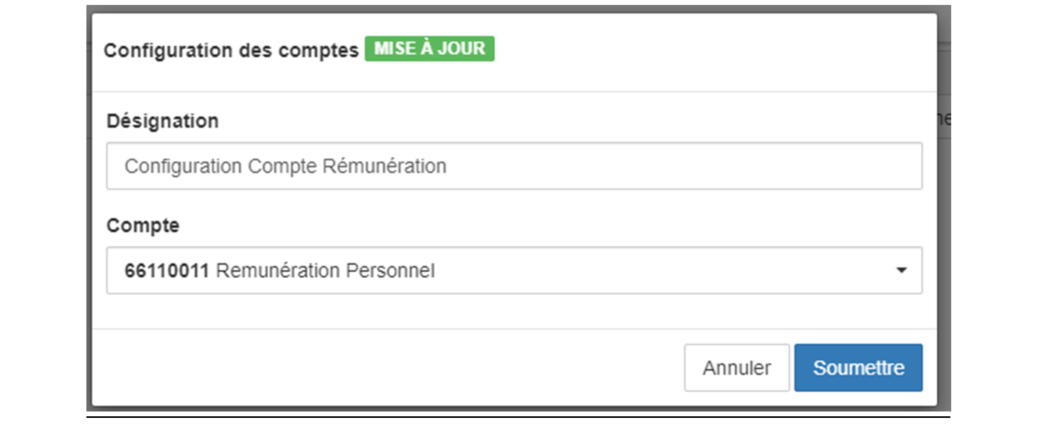 Configuration des comptes MISE À JOUR
Désignation
Configuration Compte Rémunération
Compte
66110011 Remunération Personnel
Annuler Soumettre